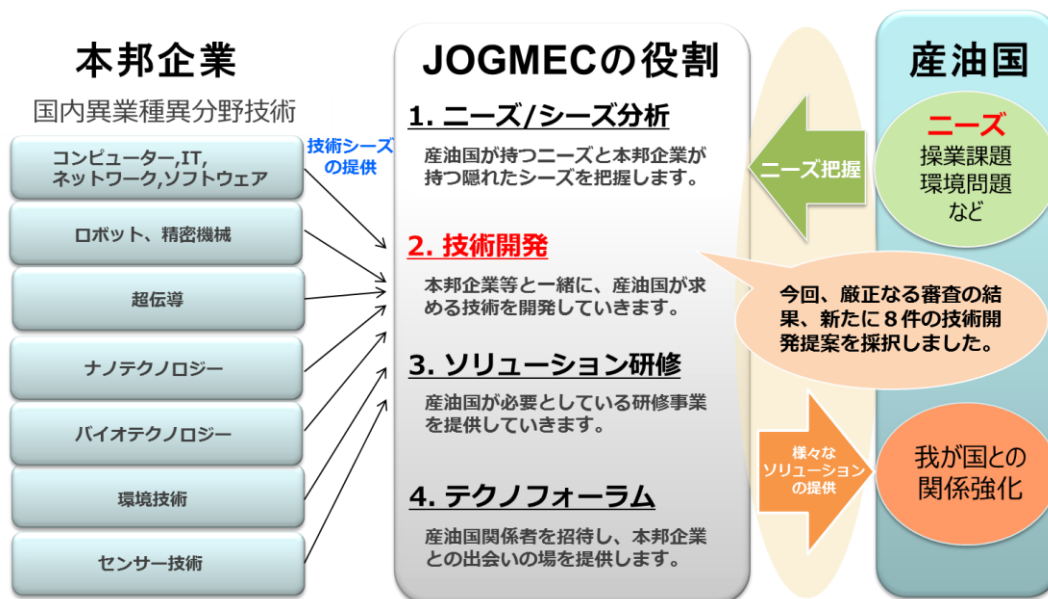 本邦企業
国内異業種異分野技術
コンピューター,IT,
ネットワーク,ソフトウェア
ロボット、精密機械
超伝導
ナノテクノロジー
バイオテクノロジー
環境技術
センサー技術
技術シーズ
の提供
JOGMECの役割
1. ニーズ/シーズ分析
産油国が持つニーズと本邦企業が
持つ隠れたシーズを把握します。
2. 技術開発
本邦企業等と一緒に、産油国が求
める技術を開発していきます。
3. ソリューション研修
産油国が必要としている研修事業
を提供していきます。
4. テクノフォーラム
産油国関係者を招待し、本邦企業
との出会いの場を提供します。
ニーズ把握
今回、厳正なる審査の結
果、新たに８件の技術開
発提案を採択しました。
様々な
ソリューション
の提供
産油国
ニーズ
操業課題
環境問題
など
我が国との
関係強化